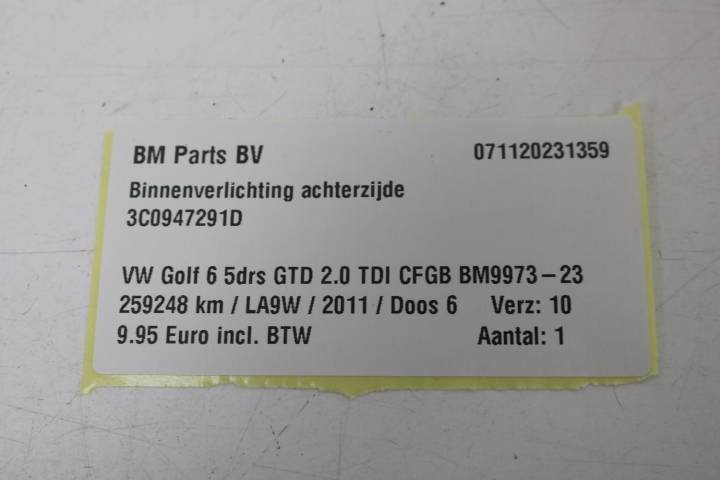 BM Parts BV 071120231359
Binnenverlichting achterzijde
3C0947291D
VW Golf 6 5drs GTD 2.0 TDI CFGB BM9973-23
259248 km / LA9W / 2011 / Doos 6 Verz: 10
9.95 Euro incl. BTW Aantal: 1